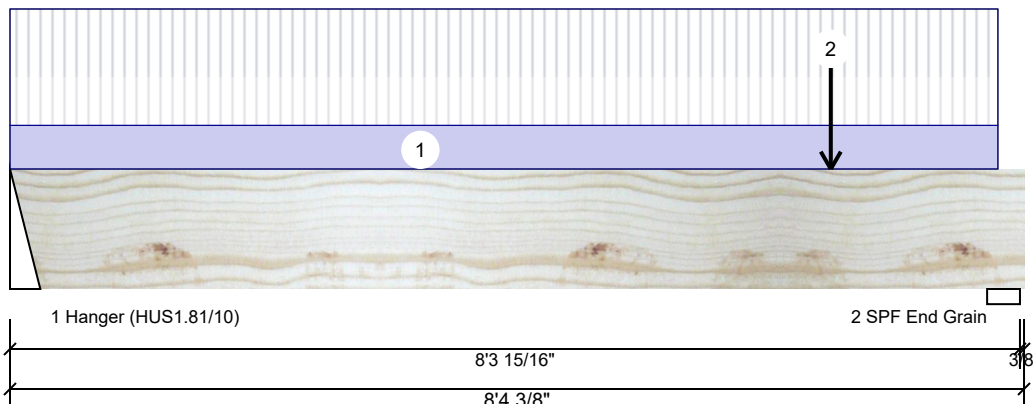 2
1
1 Hanger (HUS1.81/10)
2 SPF End Grain
8'3 15/16"
3/8
8'4 3/8"